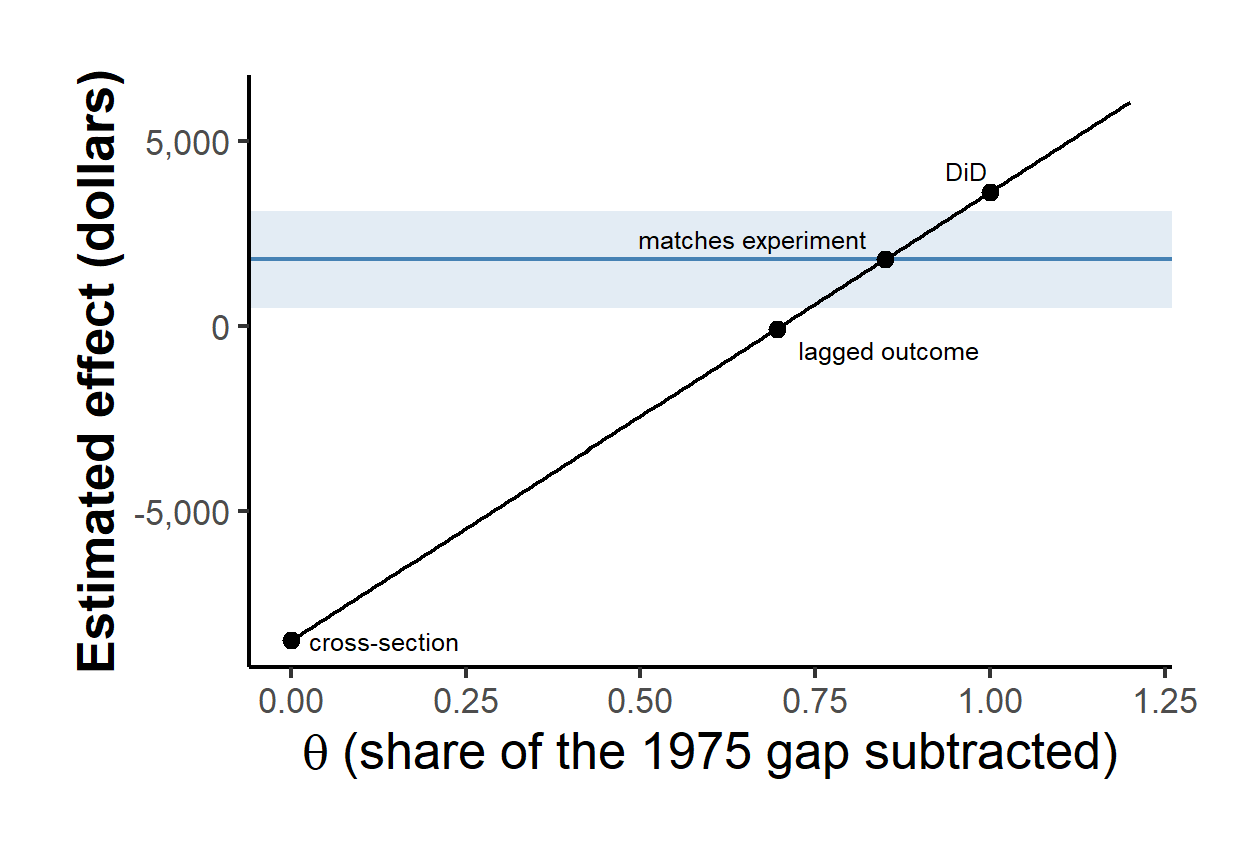 Estimated effect (dollars)
5,000
0
-5,000
DiD
matches experiment
lagged outcome
cross-section
0.00 0.25 0.50 0.75 1.00 1.25
θ (share of the 1975 gap subtracted)